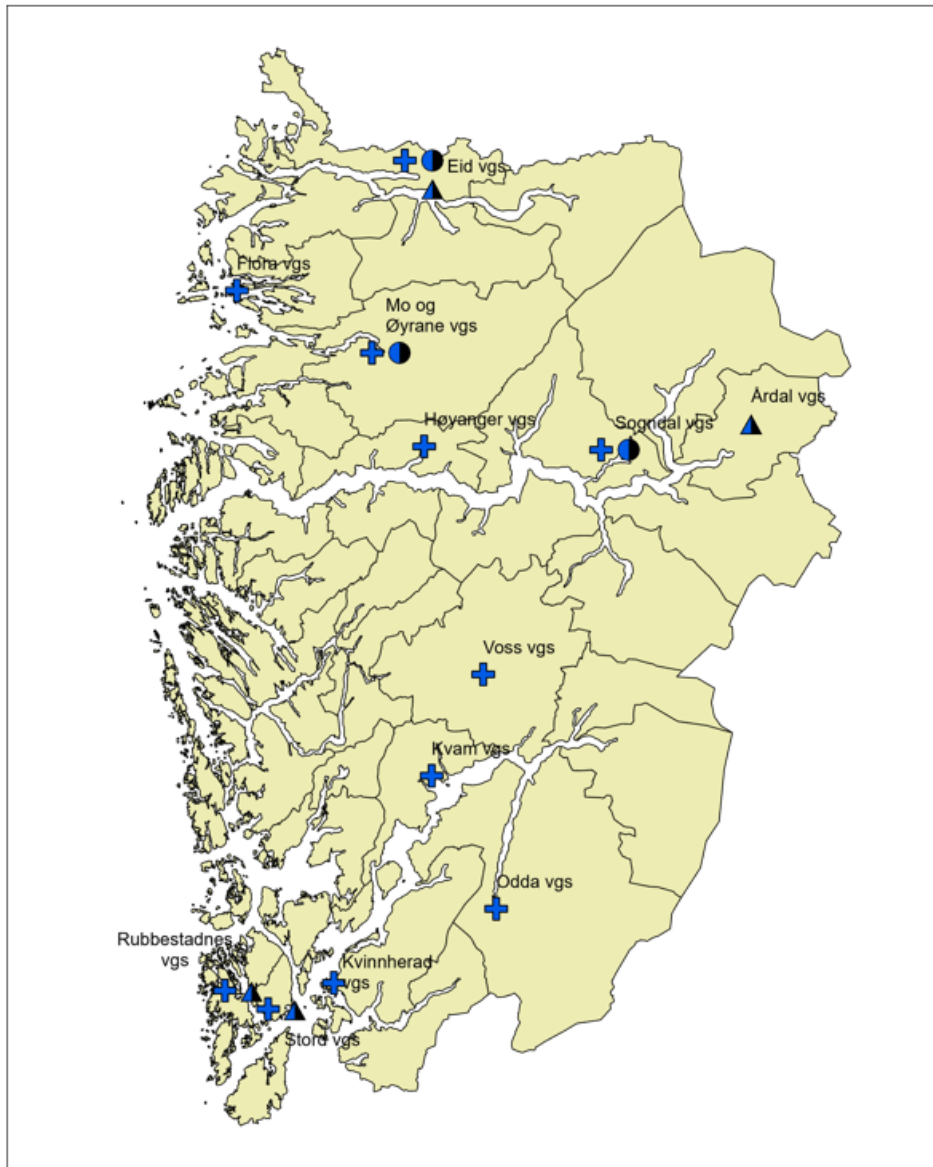 Eid vgs
Flora vgs
Mo og
Øyrane vgs
Høyanger vgs
Sogndal vgs
Årdal vgs
Voss vgs
Kvam vgs
Odda vgs
Rubbestadnes
vgs
Kvinnherad
vgs
Stord vgs